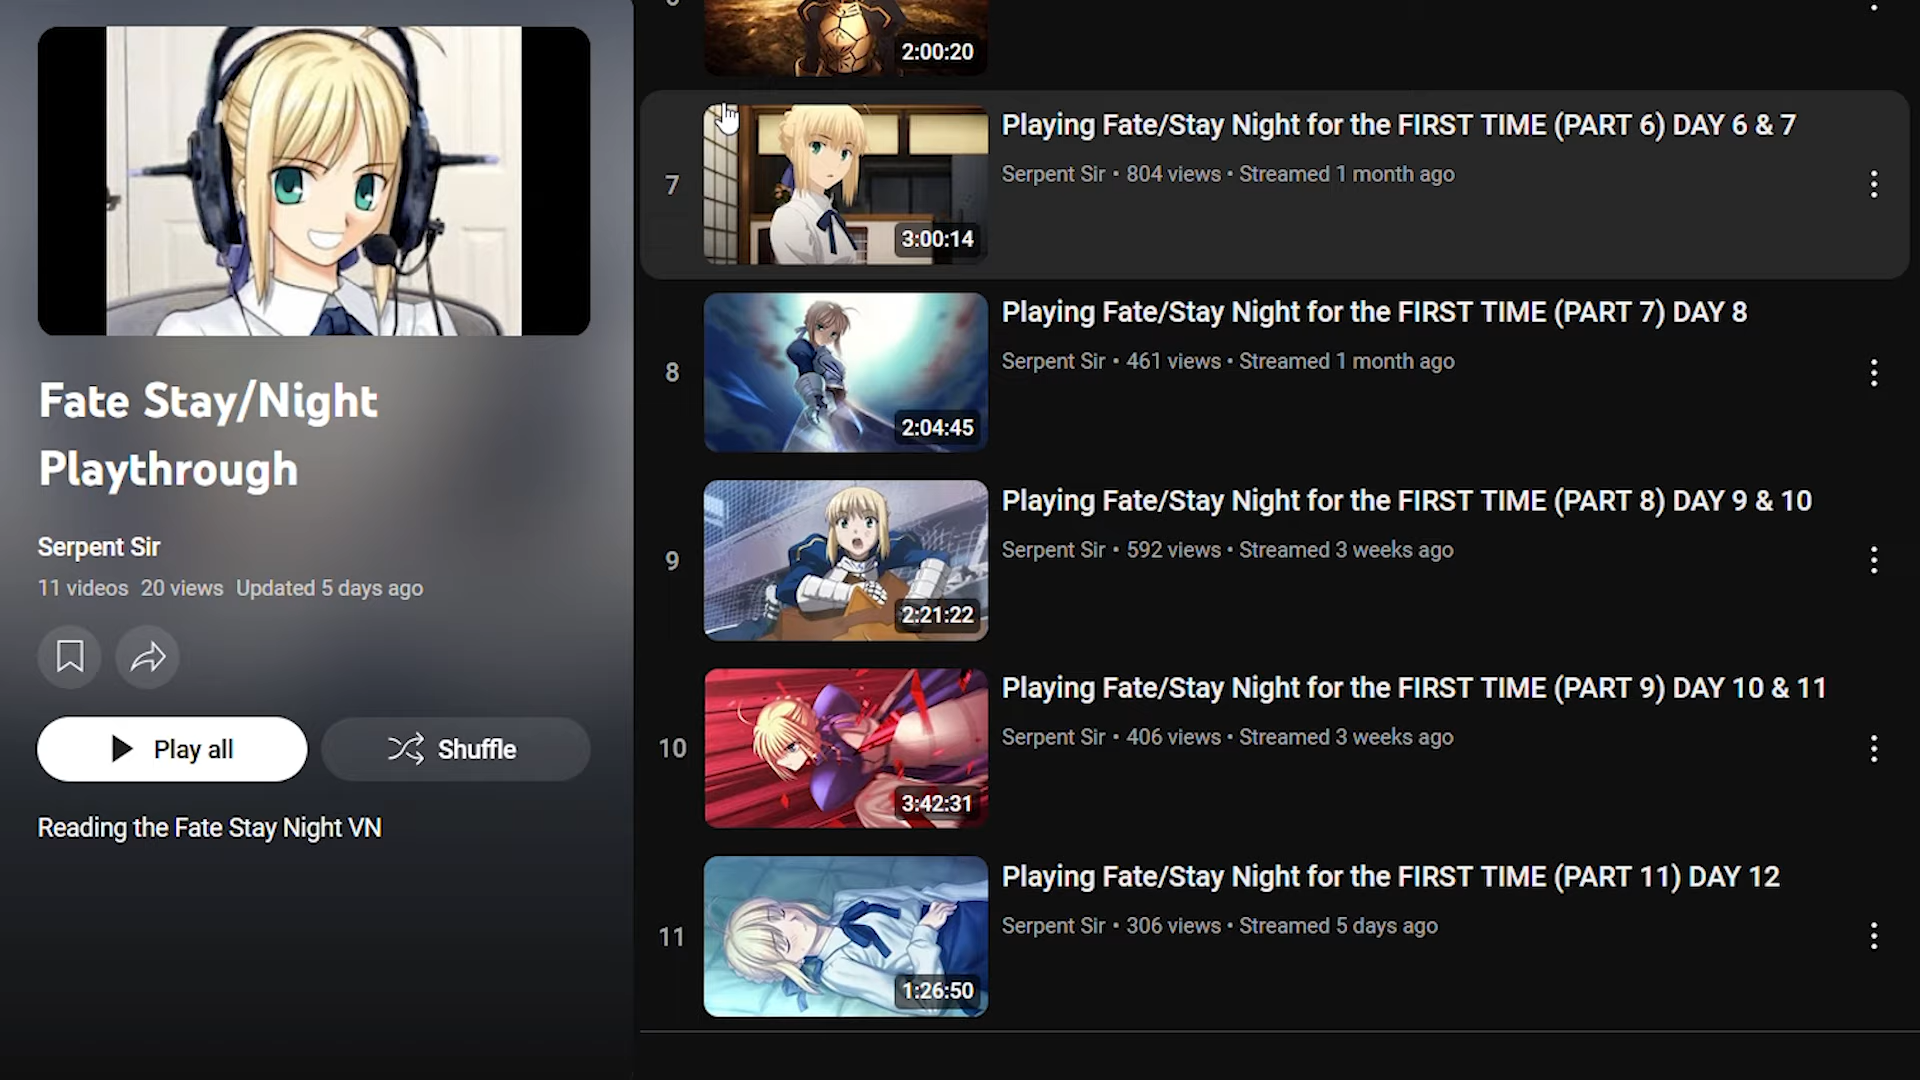 Fate Stay/Night
Playthrough
Serpent Sir
11 videos 20 views Updated 5 days ago
Play all
Shuffle
Reading the Fate Stay Night VN
2:00:20
7
3:00:14
Playing Fate/Stay Night for the FIRST TIME (PART 6) DAY 6 & 7
Serpent Sir • 804 views • Streamed 1 month ago
8
2:04:45
Playing Fate/Stay Night for the FIRST TIME (PART 7) DAY 8
Serpent Sir • 461 views • Streamed 1 month ago
9
2:21:22
Playing Fate/Stay Night for the FIRST TIME (PART 8) DAY 9 & 10
Serpent Sir • 592 views • Streamed 3 weeks ago
10
3:42:31
Playing Fate/Stay Night for the FIRST TIME (PART 9) DAY 10 & 11
Serpent Sir • 406 views • Streamed 3 weeks ago
11
1:26:50
Playing Fate/Stay Night for the FIRST TIME (PART 11) DAY 12
Serpent Sir • 306 views • Streamed 5 days ago